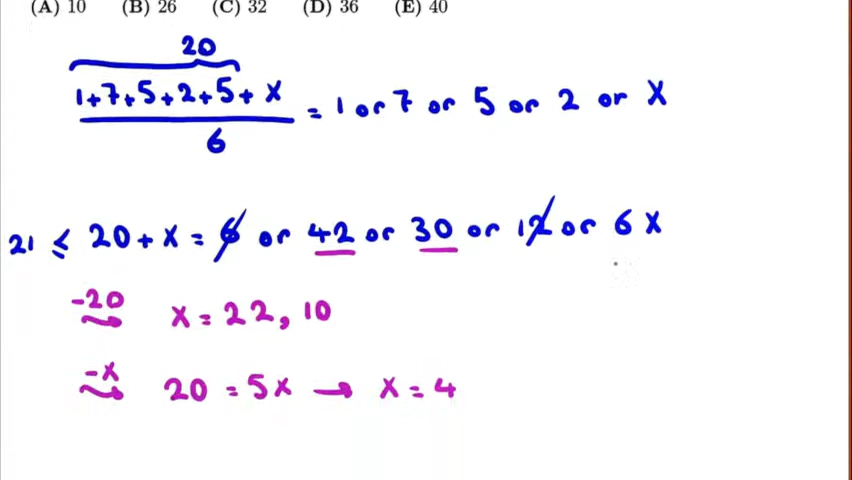 (A) 10 (B) 26 (C) 32 (D) 36 (E) 40
20
1+7+5+2+5+x
= 1 or 7 or 5 or 2 or x
6
21 ≤ 20+x = 6 or 42 or 30 or 12 or 6x
-20
x = 22, 10
-x
20 = 5x → x = 4